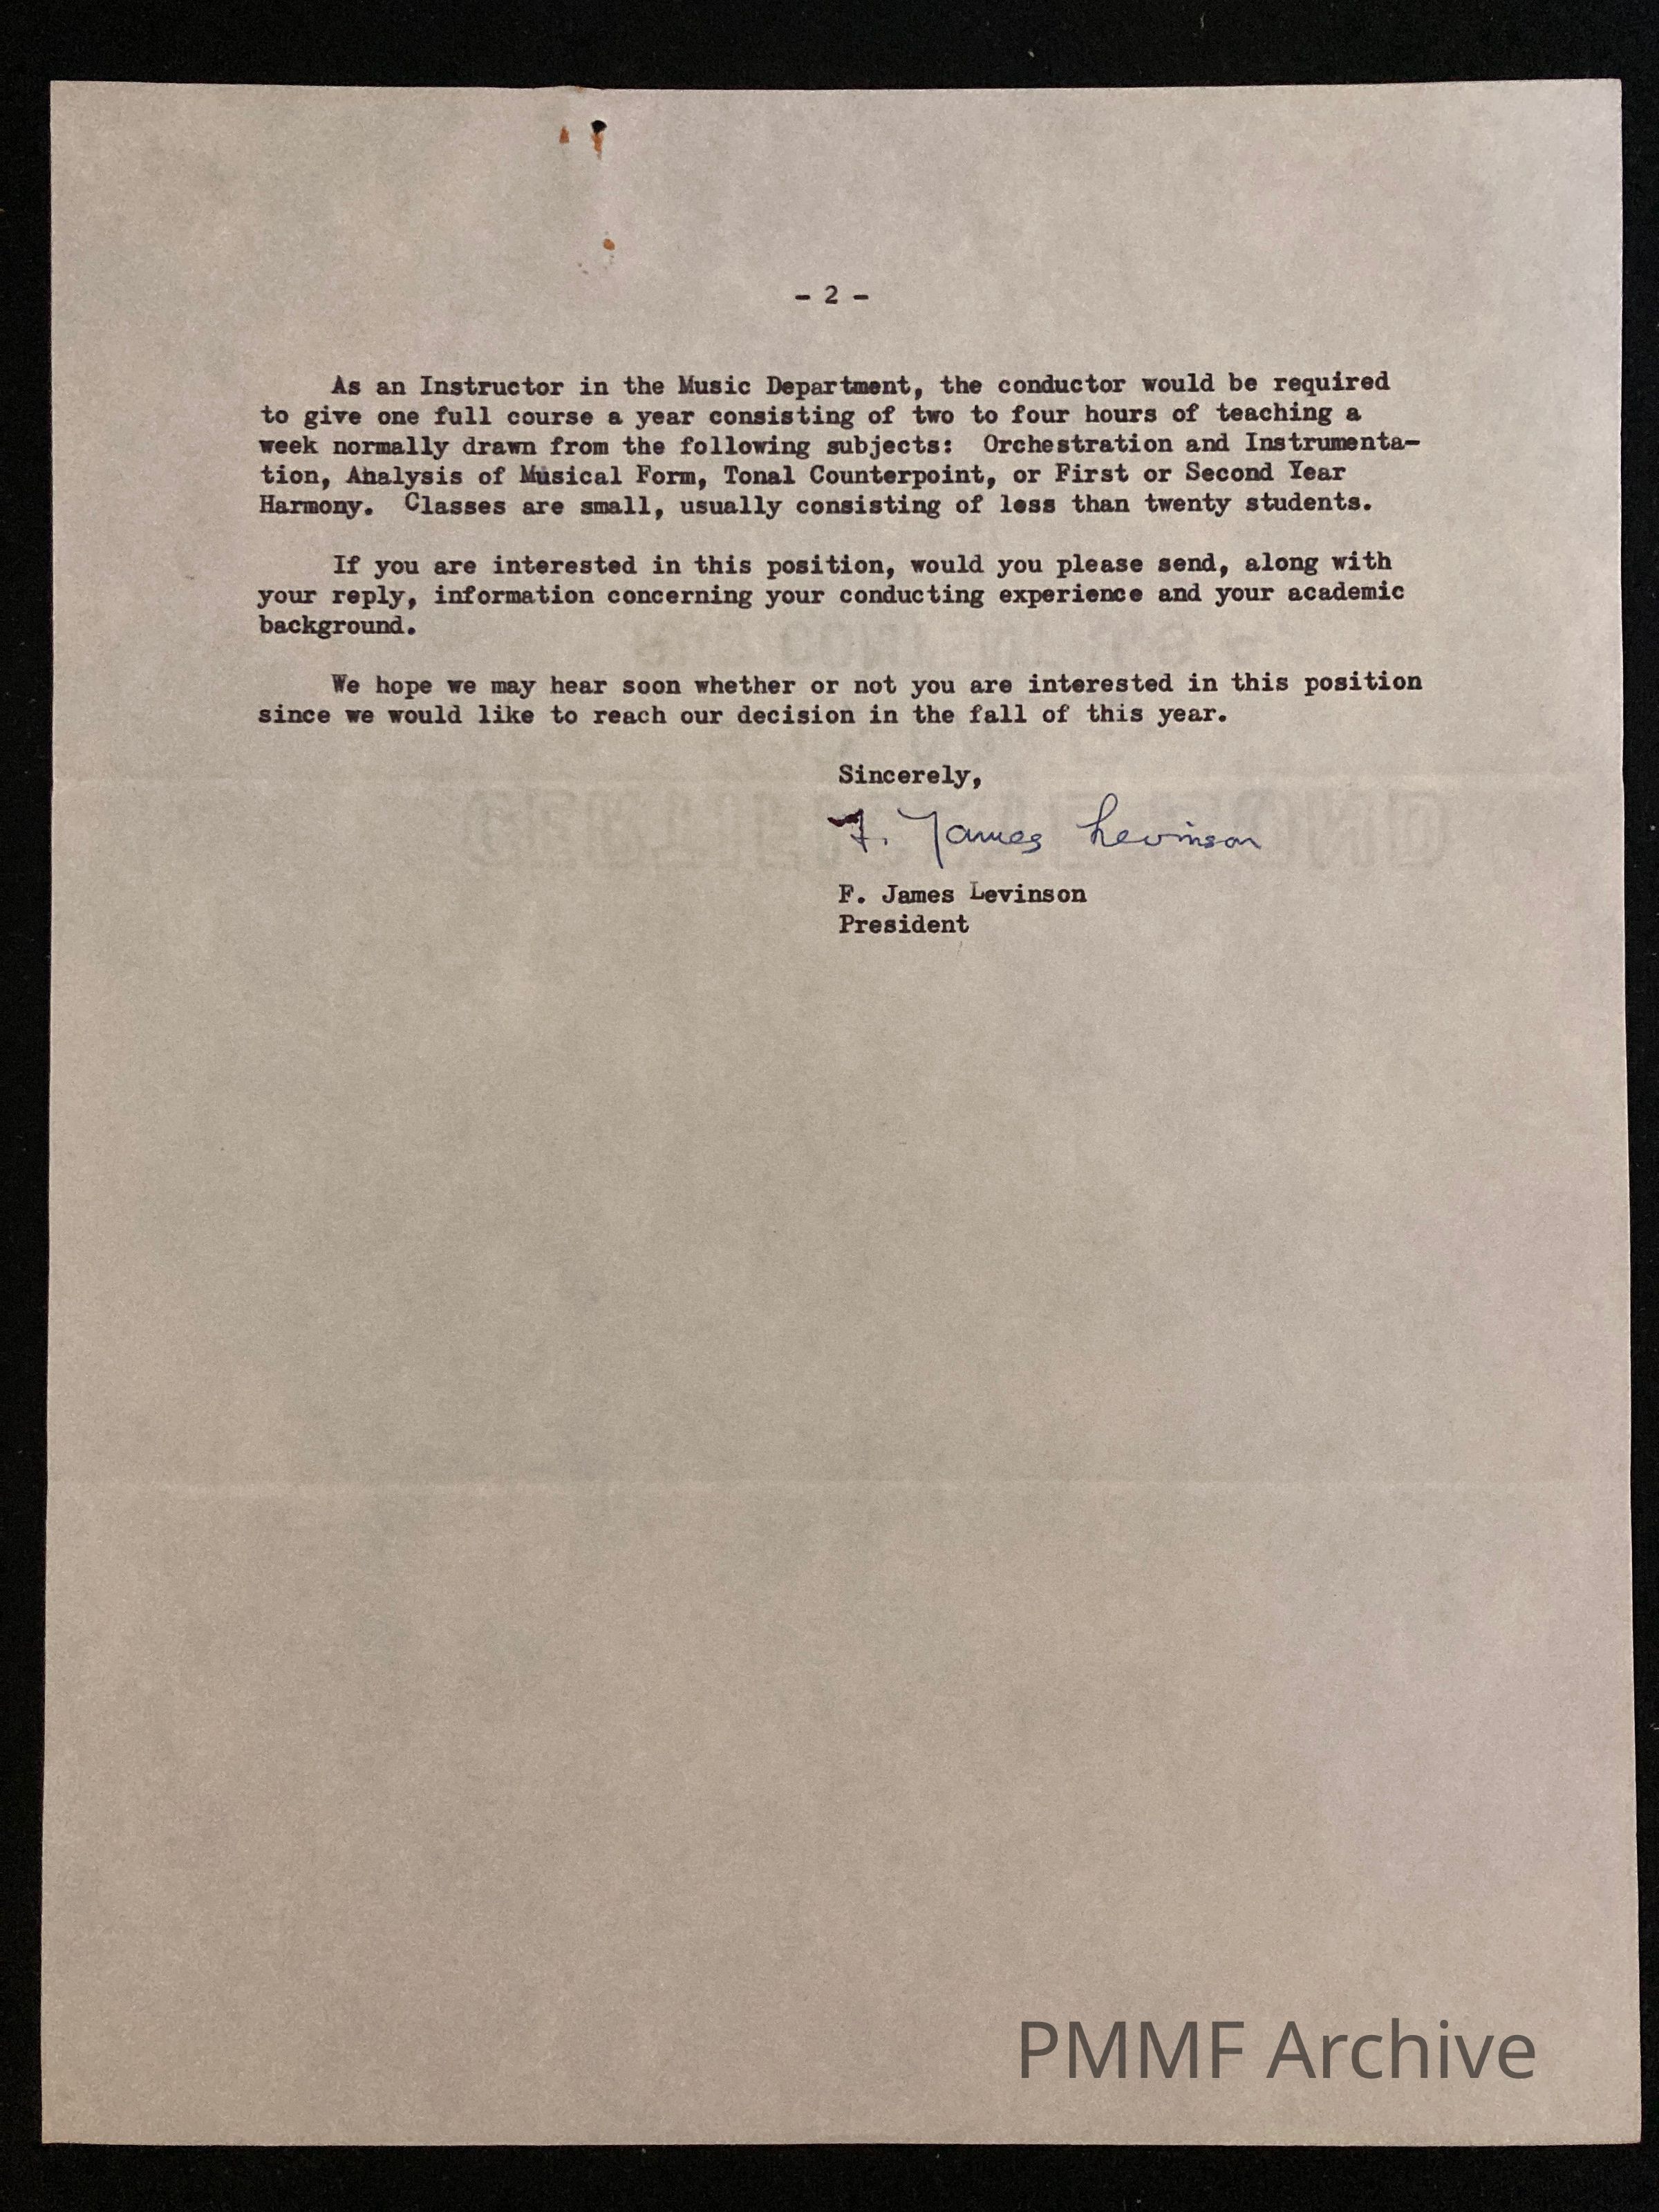 - 2 -
As an Instructor in the Music Department, the conductor would be required
to give one full course a year consisting of two to four hours of teaching a
week normally drawn from the following subjects: Orchestration and Instrumenta-
tion, Analysis of Musical Form, Tonal Counterpoint, or First or Second Year
Harmony. Classes are small, usually consisting of less than twenty students.
If you are interested in this position, would you please send, along with
your reply, information concerning your conducting experience and your academic
background.
We hope we may hear soon whether or not you are interested in this position
since we would like to reach our decision in the fall of this year.
Sincerely,
F. James Levinson
F. James Levinson
President
PMMF Archive